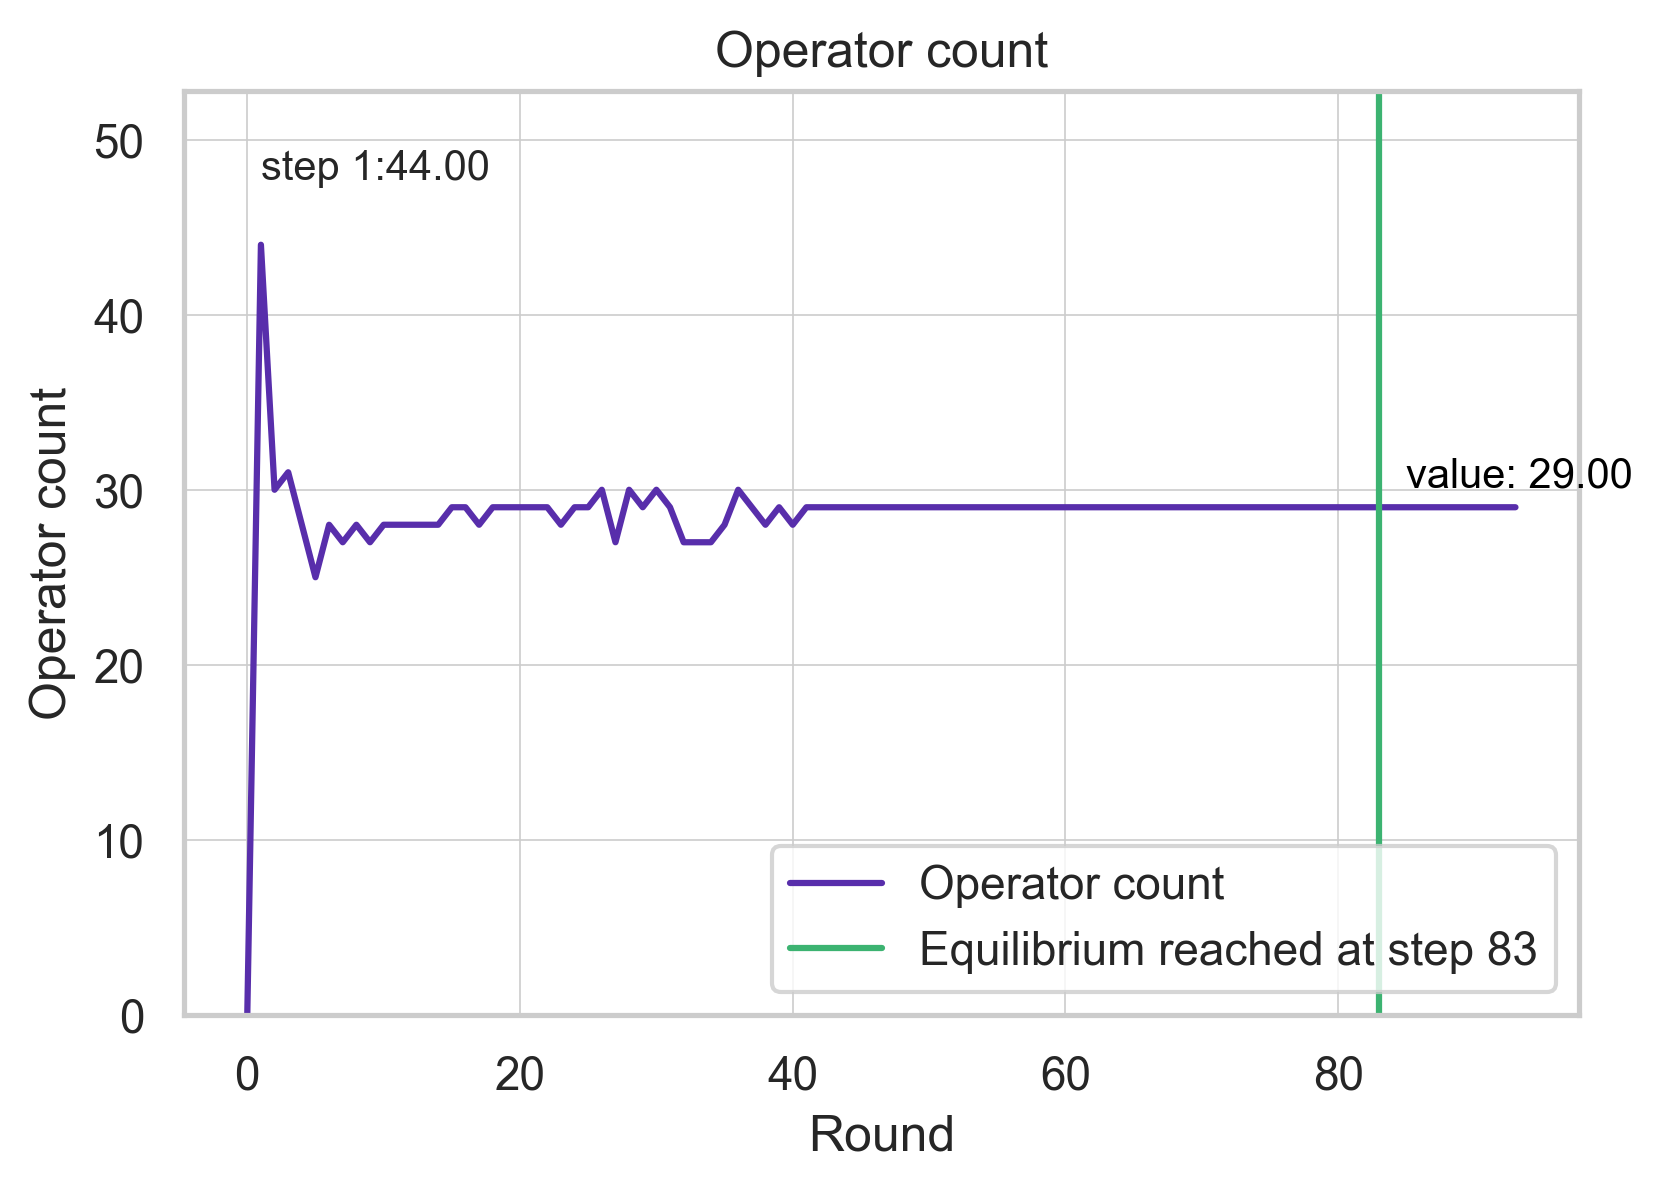 Operator count
50
step 1:44.00
40
Operator count
30
value: 29.00
20
10
Operator count
Equilibrium reached at step 83
0
0 20 40 60 80
Round